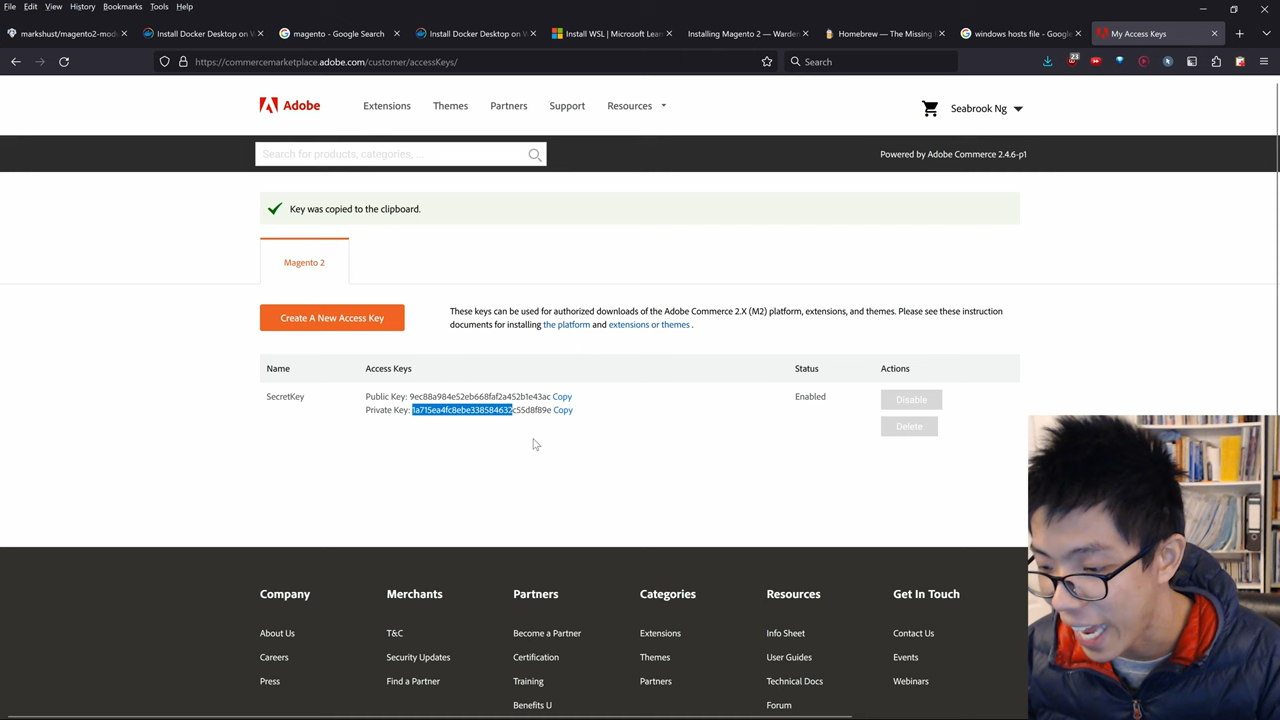 File Edit View History Bookmarks Tools Help
markshust/magento2-mod
Install Docker Desktop on W
magento - Google Search
Install Docker Desktop on W
Install WSL | Microsoft Lear
Installing Magento 2 — Warden
Homebrew — The Missing
windows hosts file - Google
My Access Keys
https://commercemarketplace.adobe.com/customer/accessKeys/
Search
23
Adobe
Extensions Themes Partners Support Resources
Seabrook Ng
Search for products, categories, ...
Powered by Adobe Commerce 2.4.6-p1
Key was copied to the clipboard.
Magento 2
Create A New Access Key
These keys can be used for authorized downloads of the Adobe Commerce 2.X (M2) platform, extensions, and themes. Please see these instruction
documents for installing the platform and extensions or themes .
Name Access Keys Status Actions
SecretKey Public Key: 9ec88a984e52eb668faf2a452b1e43ac Copy Enabled Disable
Private Key: 1a715ea4fc8ebe338584632c55d8f89e Copy
Delete
Company Merchants Partners Categories Resources Get In Touch
About Us T&C Become a Partner Extensions Info Sheet Contact Us
Careers Security Updates Certification Themes User Guides Events
Press Find a Partner Training Partners Technical Docs Webinars
Benefits U Forum